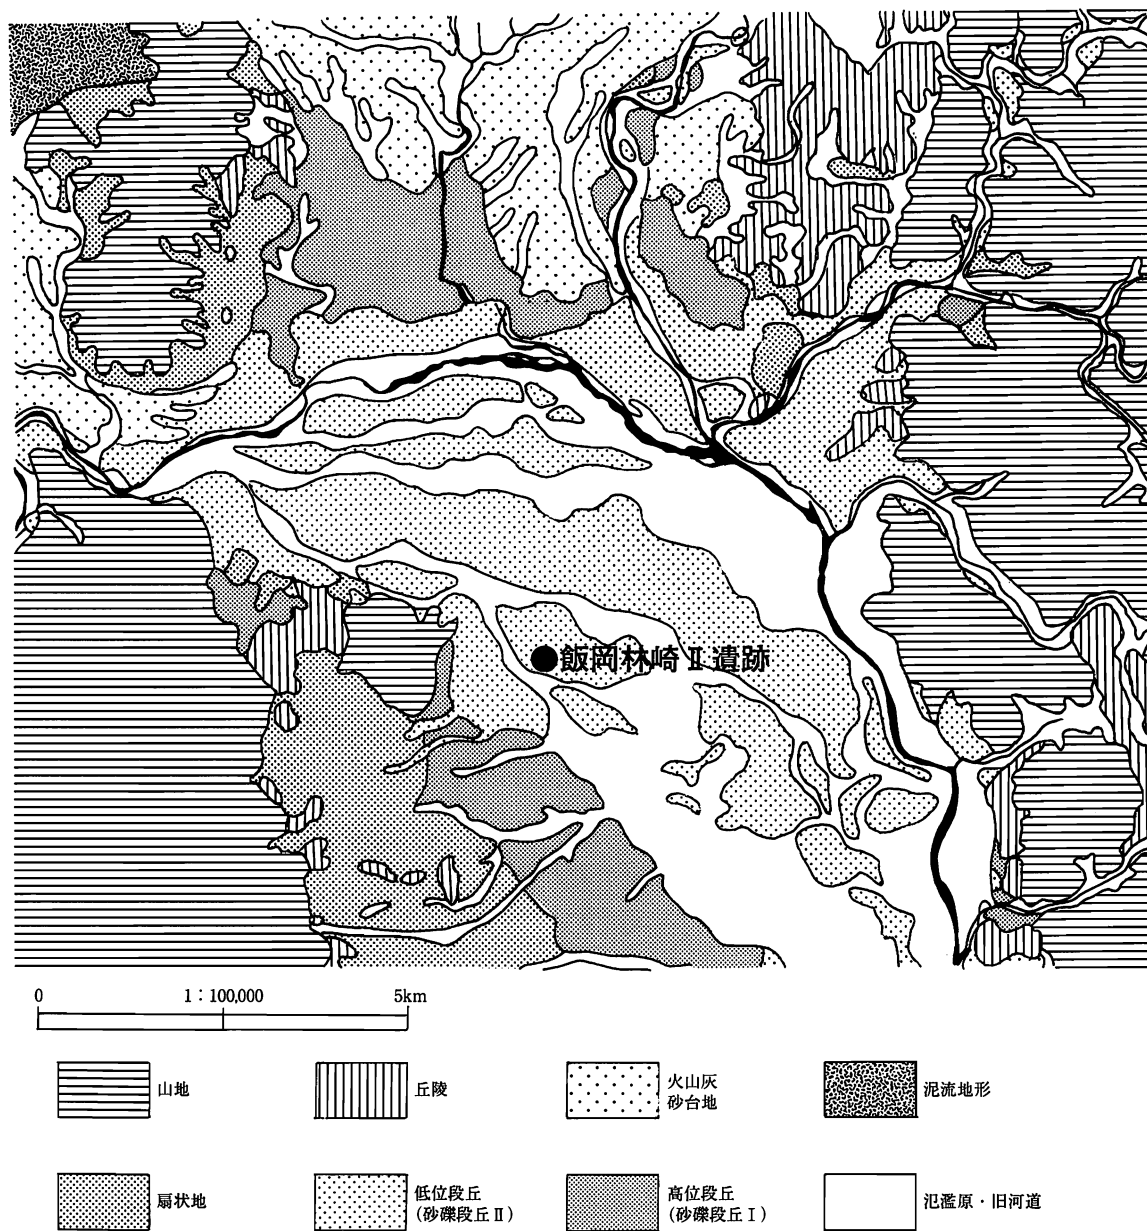 飯岡林崎Ⅱ遺跡
0 1:100,000 5km
山地
丘陵
火山灰
砂台地
泥流地形
扇状地
低位段丘
(砂礫段丘Ⅱ)
高位段丘
(砂礫段丘Ⅰ)
氾濫原・旧河道